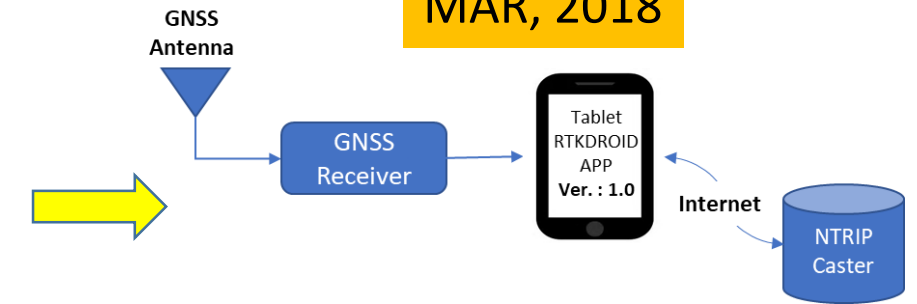 MAR, 2018
GNSS
Antenna
GNSS
Receiver
Tablet
RTKDROID
APP
Ver. : 1.0
Internet
NTRIP
Caster